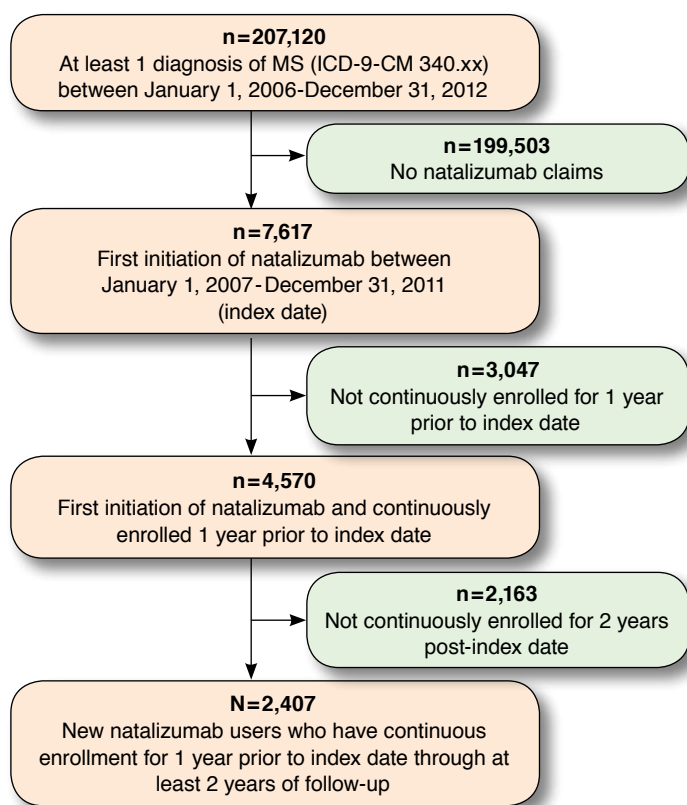 n=207,120
At least 1 diagnosis of MS (ICD-9-CM 340.xx)
between January 1, 2006-December 31, 2012
n=199,503
No natalizumab claims
n=7,617
First initiation of natalizumab between
January 1, 2007-December 31, 2011
(index date)
n=3,047
Not continuously enrolled for 1 year
prior to index date
n=4,570
First initiation of natalizumab and continuously
enrolled 1 year prior to index date
n=2,163
Not continuously enrolled for 2 years
post-index date
N=2,407
New natalizumab users who have continuous
enrollment for 1 year prior to index date through at
least 2 years of follow-up